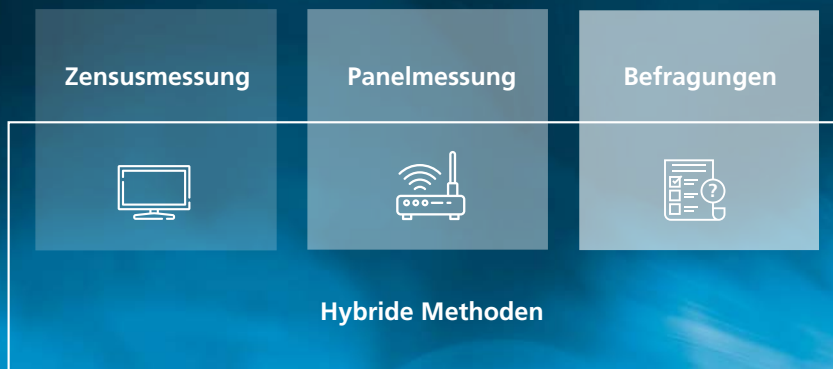 Zensusmessung
Panelmessung
Befragungen
?
Hybride Methoden